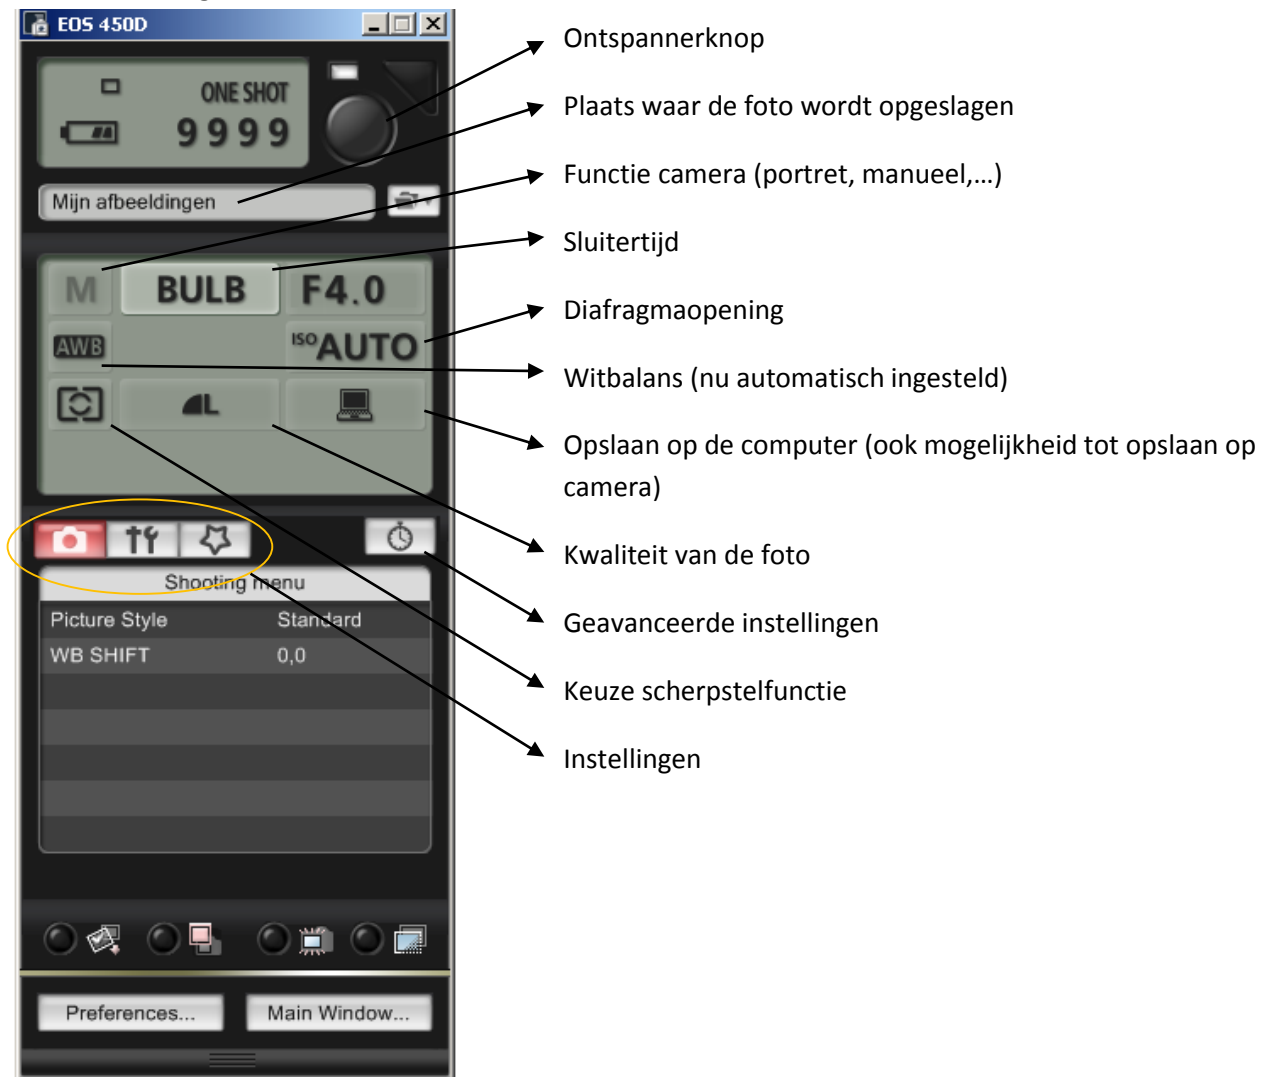 EOS 450D
ONE SHOT
9999
Mijn afbeeldingen
M BULB F4.0
AWB ISO AUTO
L
Shooting menu
Picture Style Standard
WB SHIFT 0,0
Preferences... Main Window...
Ontspannerknop
Plaats waar de foto wordt opgeslagen
Functie camera (portret, manueel,...)
Sluitertijd
Diafragmaopening
Witbalans (nu automatisch ingesteld)
Opslaan op de computer (ook mogelijkheid tot opslaan op
camera)
Kwaliteit van de foto
Geavanceerde instellingen
Keuze scherpstelfunctie
Instellingen